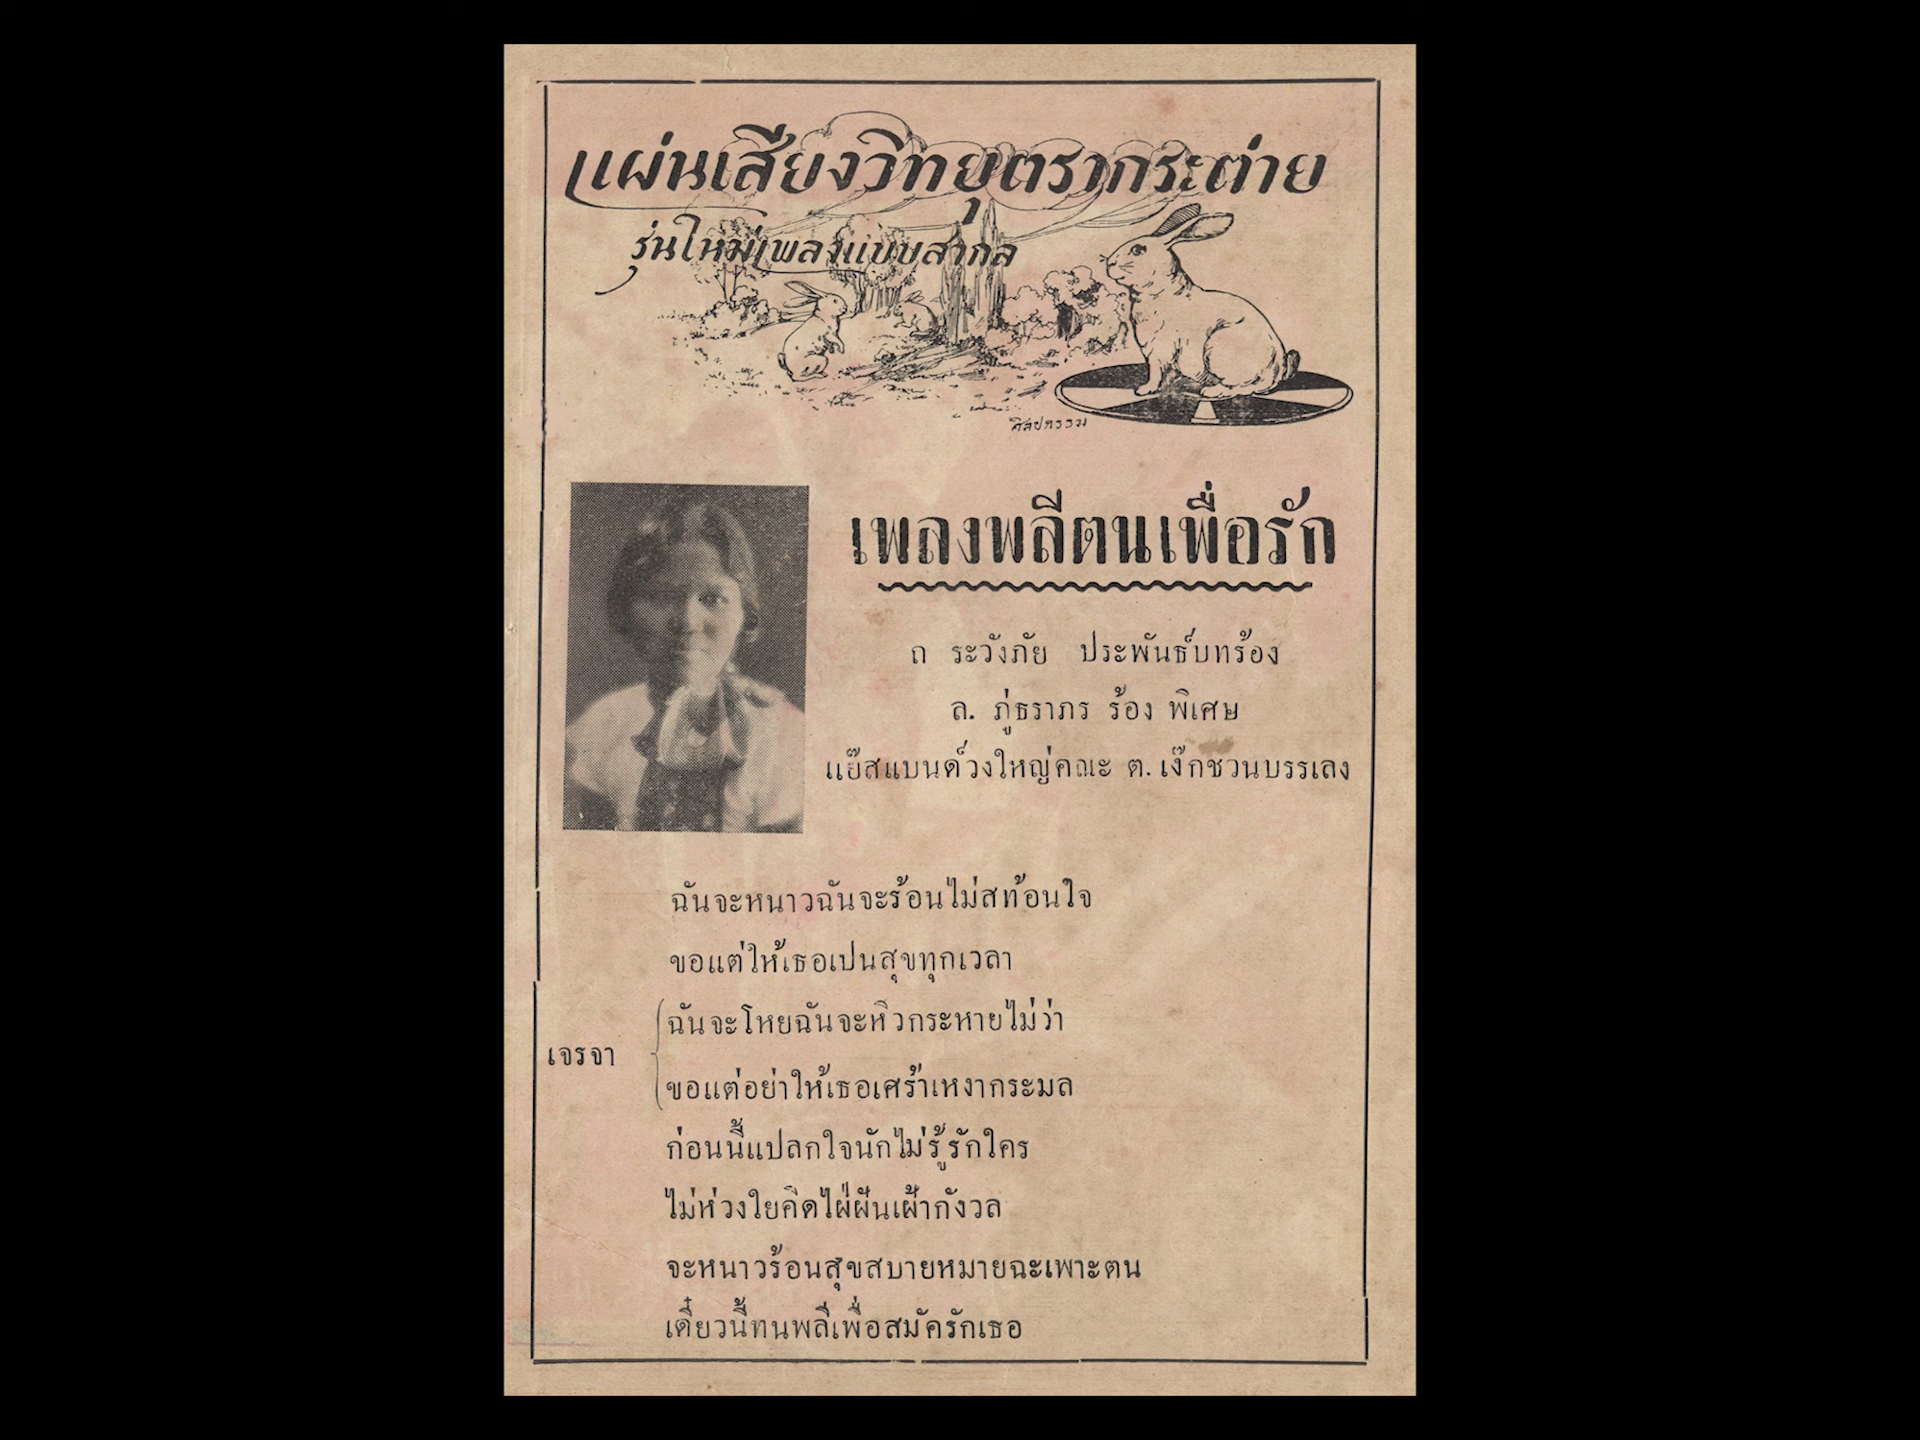 แผ่นเสียงวิทยุตรากระต่าย
รุ่นใหม่เพลงแบบสากล
ศิลปกรรม
เพลงพลีตนเพื่อรัก
ถ ระวังภัย ประพันธ์บทร้อง
ล. ภู่ธราภร ร้อง พิเศษ
แย๊สแบนด์วงใหญ่คณะ ต. เง๊กชวนบรรเลง
ฉันจะหนาวฉันจะร้อนไม่สท้อนใจ
ขอแต่ให้เธอเปนสุขทุกเวลา
ฉันจะโหยฉันจะหิวกระหายไม่ว่า
เจรจา
ขอแต่อย่าให้เธอเศร้าเหงากระมล
ก่อนนี้แปลกใจนักไม่รู้รักใคร
ไม่ห่วงใยคิดไผ่ฝันเฝ้ากังวล
จะหนาวร้อนสุขสบายหมายฉะเพาะตน
เดี๋ยวนี้ทนพลีเพื่อสมัครักเธอ